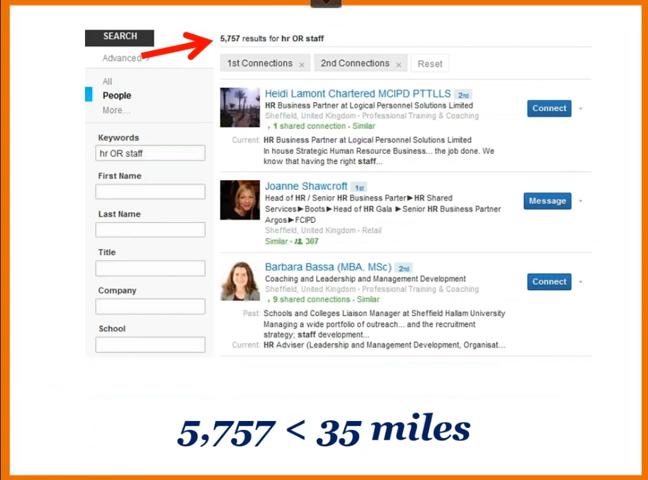 SEARCH
Advanced >
All
People
More...
Keywords
hr OR staff
First Name
Last Name
Title
Company
School
5,757 results for hr OR staff
1st Connections ×
2nd Connections ×
Reset
Heidi Lamont Chartered MCIPD PTTLLS 2nd
HR Business Partner at Logical Personnel Solutions Limited
Sheffield, United Kingdom - Professional Training & Coaching
1 shared connection - Similar
Current: HR Business Partner at Logical Personnel Solutions Limited
In house Strategic Human Resource Business... the job done. We
know that having the right staff...
Connect
Joanne Shawcroft 1st
Head of HR / Senior HR Business Parter►HR Shared
Services►Boots►Head of HR Gala ►Senior HR Business Partner
Argos►FCIPD
Sheffield, United Kingdom - Retail
Similar - 307
Message
Barbara Bassa (MBA, MSc) 2nd
Coaching and Leadership and Management Development
Sheffield, United Kingdom - Professional Training & Coaching
9 shared connections - Similar
Past: Schools and Colleges Liaison Manager at Sheffield Hallam University
Managing a wide portfolio of outreach... and the recruitment
strategy; staff development...
Current: HR Adviser (Leadership and Management Development, Organisat...
Connect
5,757 < 35 miles